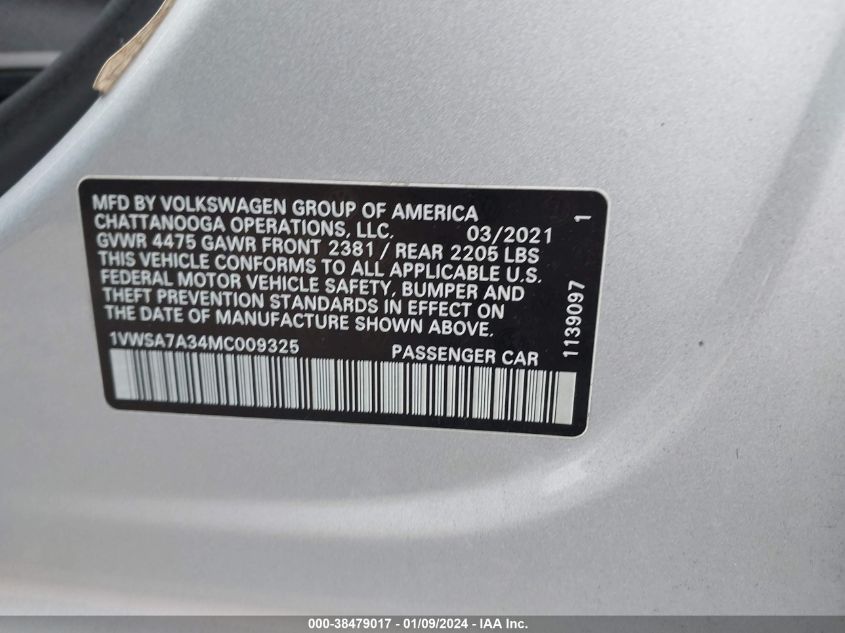 MFD BY VOLKSWAGEN GROUP OF AMERICA
CHATTANOOGA OPERATIONS, LLC. 03/2021 1
GVWR 4475 GAWR FRONT 2381 / REAR 2205 LBS
THIS VEHICLE CONFORMS TO ALL APPLICABLE U.S.
FEDERAL MOTOR VEHICLE SAFETY, BUMPER AND
THEFT PREVENTION STANDARDS IN EFFECT ON
THE DATE OF MANUFACTURE SHOWN ABOVE.
1139097
1VWSA7A34MC009325 PASSENGER CAR
000-38479017 - 01/09/2024 - IAA Inc.